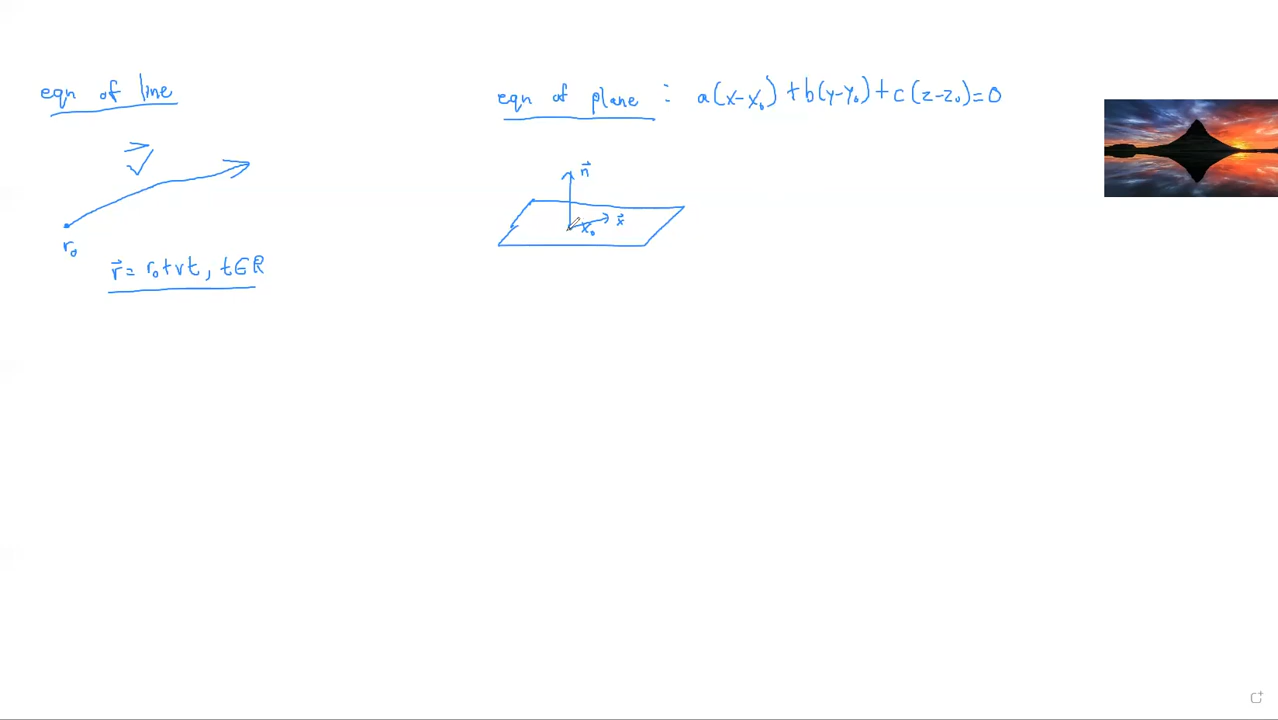 eqn of line
eqn of plane : a(x-x₀) + b(y-y₀) + c(z-z₀) = 0
v⃗
n⃗
x⃗
x₀
r₀
r⃗ = r₀+vt, t∈ℝ